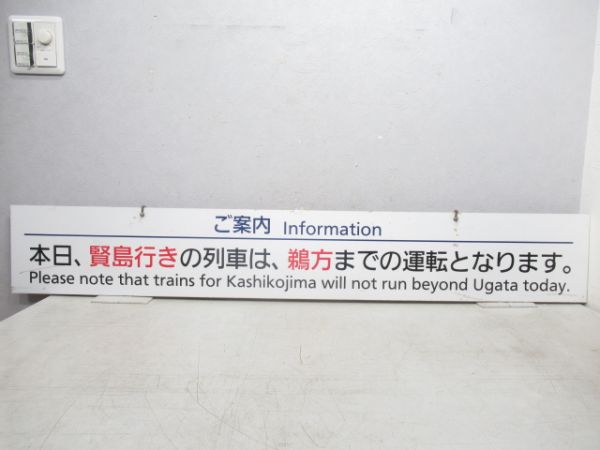 ご案内 Information
本日、賢島行きの列車は、鵜方までの運転となります。
Please note that trains for Kashikojima will not run beyond Ugata today.